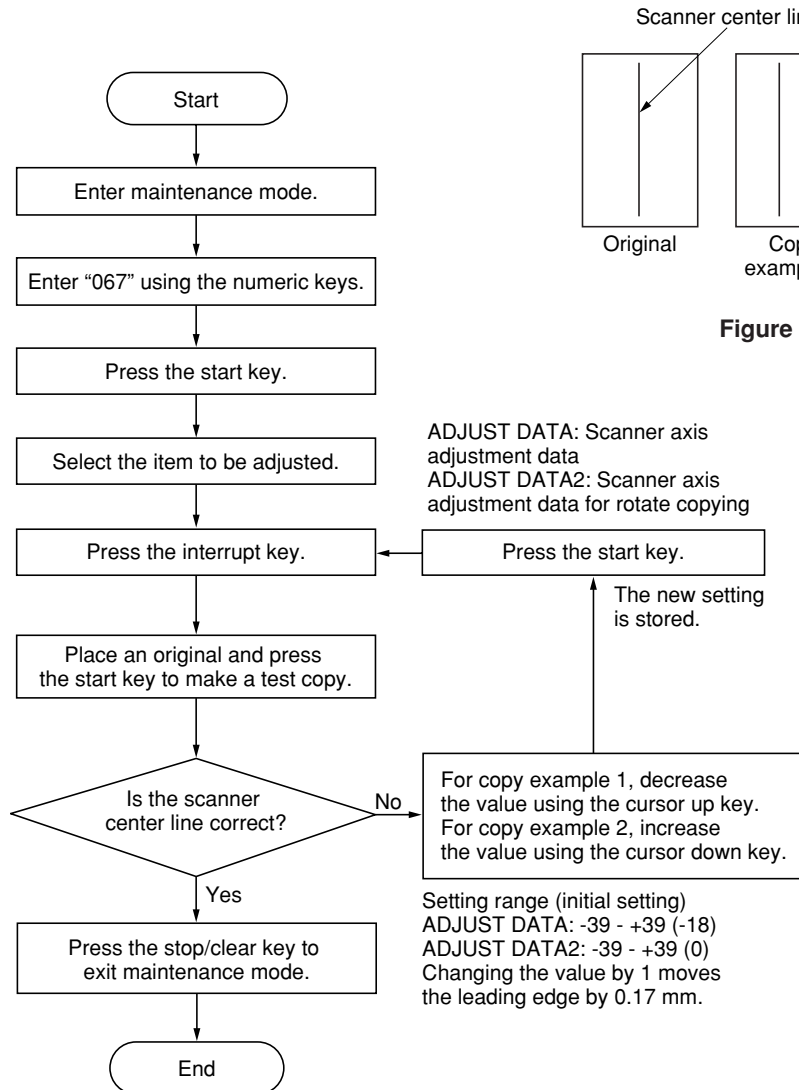 Scanner center
Start
Enter maintenance mode.
Enter “067” using the numeric keys.
Original
Figure
Press the start key.
Select the item to be adjusted.
ADJUST DATA: Scanner axis
adjustment data
ADJUST DATA2: Scanner axis
adjustment data for rotate copying
Press the interrupt key.
Press the start key.
The new setting
is stored.
Place an original and press
the start key to make a test copy.
Is the scanner
center line correct?
No
For copy example 1, decrease
the value using the cursor up key.
For copy example 2, increase
the value using the cursor down key.
Yes
Setting range (initial setting)
ADJUST DATA: -39 - +39 (-18)
ADJUST DATA2: -39 - +39 (0)
Changing the value by 1 moves
the leading edge by 0.17 mm.
Press the stop/clear key to
exit maintenance mode.
End